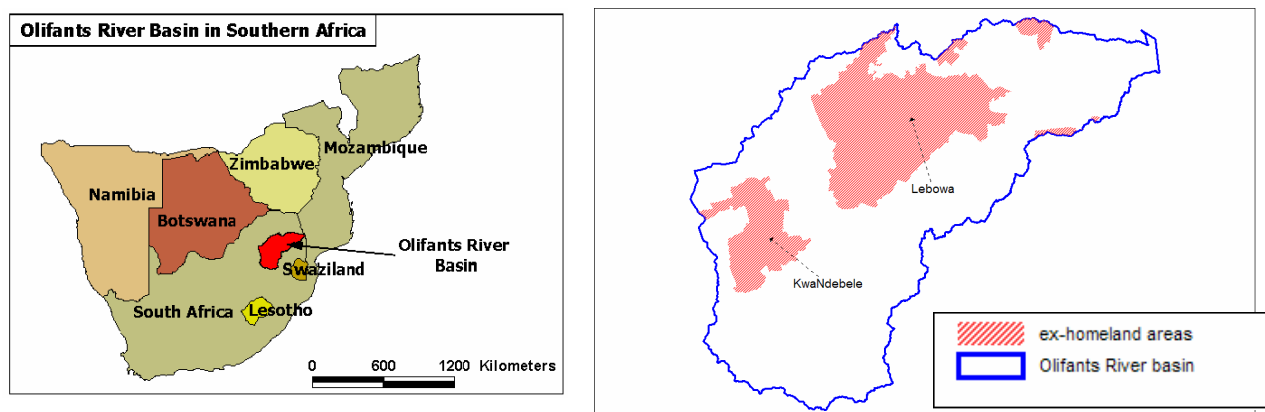 Olifants River Basin in Southern Africa
Mozambique
Zimbabwe
Namibia
Botswana
Olifants River
Basin
Swaziland
South Africa
Lesotho
0 600 1200 Kilometers
Lebowa
KwaNdebele
ex-homeland areas
Olifants River basin